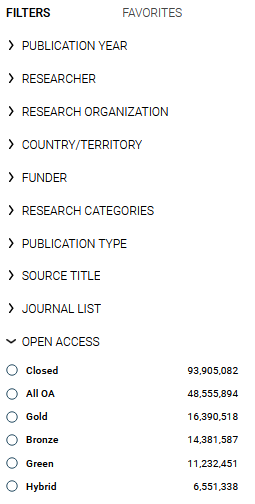 FILTERS FAVORITES
PUBLICATION YEAR
RESEARCHER
RESEARCH ORGANIZATION
COUNTRY/TERRITORY
FUNDER
RESEARCH CATEGORIES
PUBLICATION TYPE
SOURCE TITLE
JOURNAL LIST
OPEN ACCESS
Closed 93,905,082
All OA 48,555,894
Gold 16,390,518
Bronze 14,381,587
Green 11,232,451
Hybrid 6,551,338